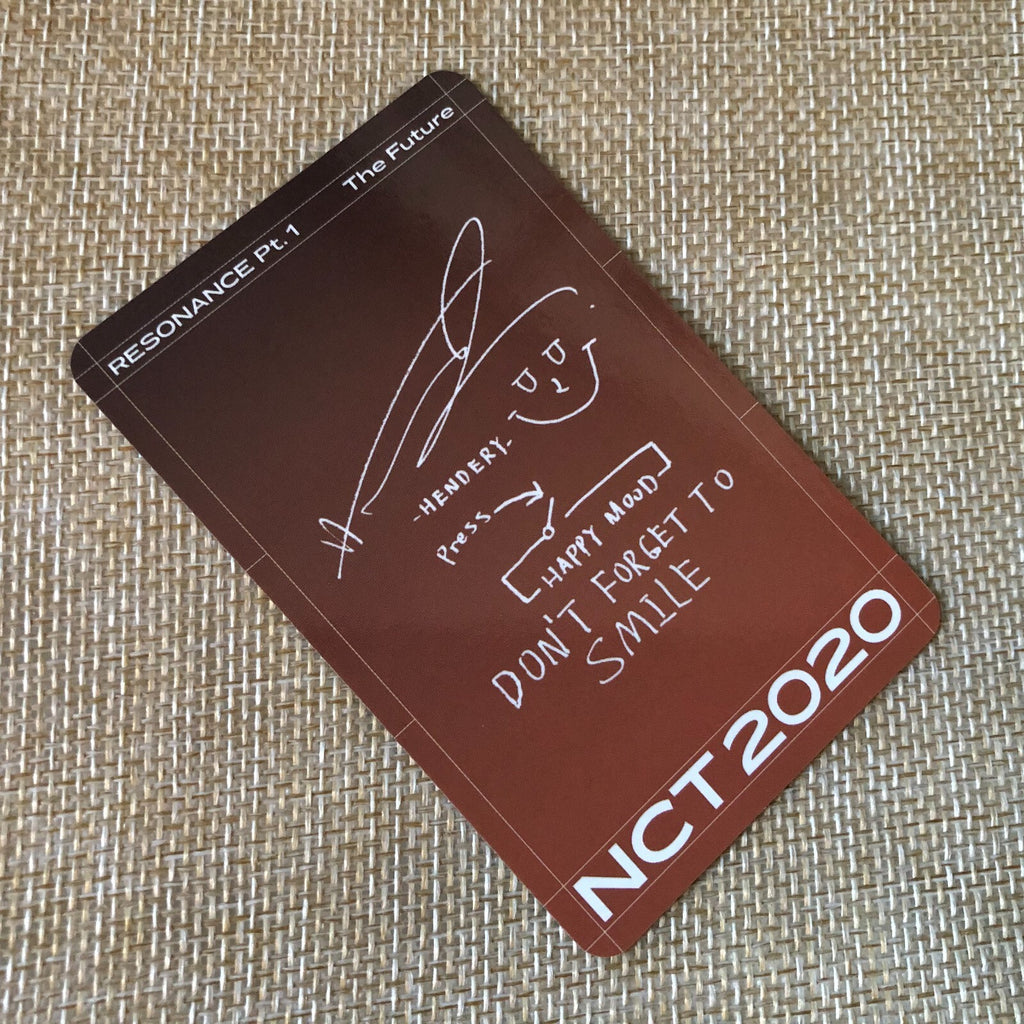 RESONANCE Pt. 1 The Future
-HENDERY-
Press
HAPPY MOOD
DON'T FORGET TO
SMILE
NCT 2020